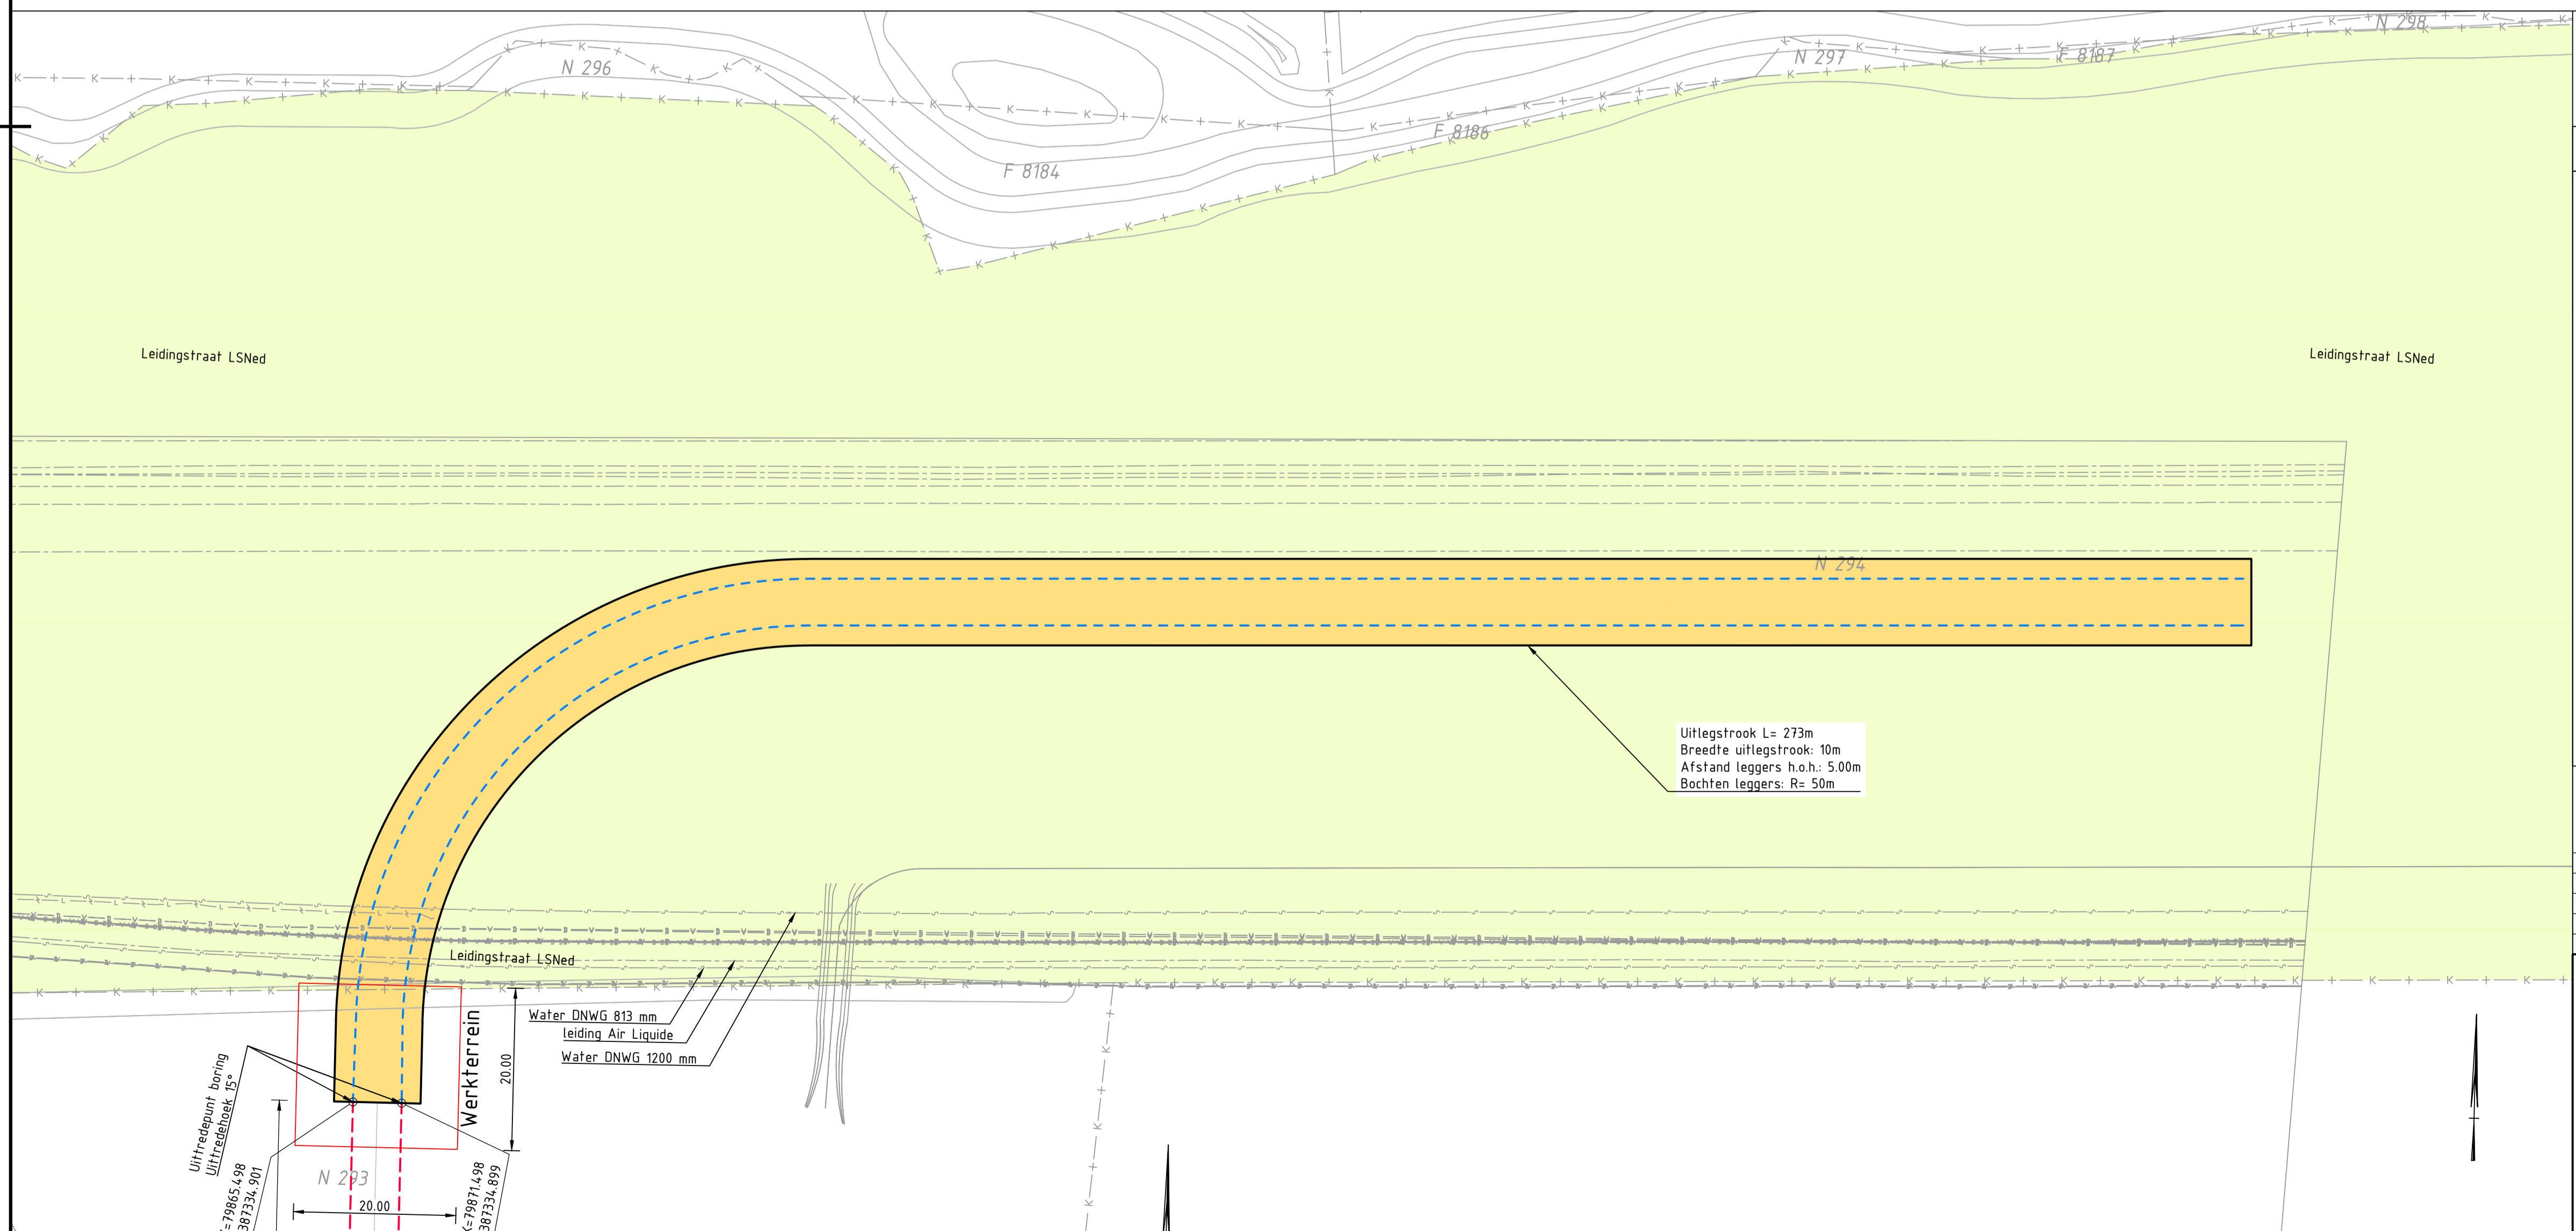 N 298
N 296
N 297
F 8187
F 8186
F 8184
Leidingstraat LSNed
Leidingstraat LSNed
N 294
Uitlegstrook L= 273m
Breedte uitlegstrook: 10m
Afstand leggers h.o.h.: 5.00m
Bochten leggers: R= 50m
Leidingstraat LSNed
Water DNWG 813 mm
leiding Air Liquide
Water DNWG 1200 mm
Werkterrein
20.00
Uittredepunt boring
Uittredehoek 15°
N 293
20.00
=79865.498
387334.901
X=79871.498
387334.899